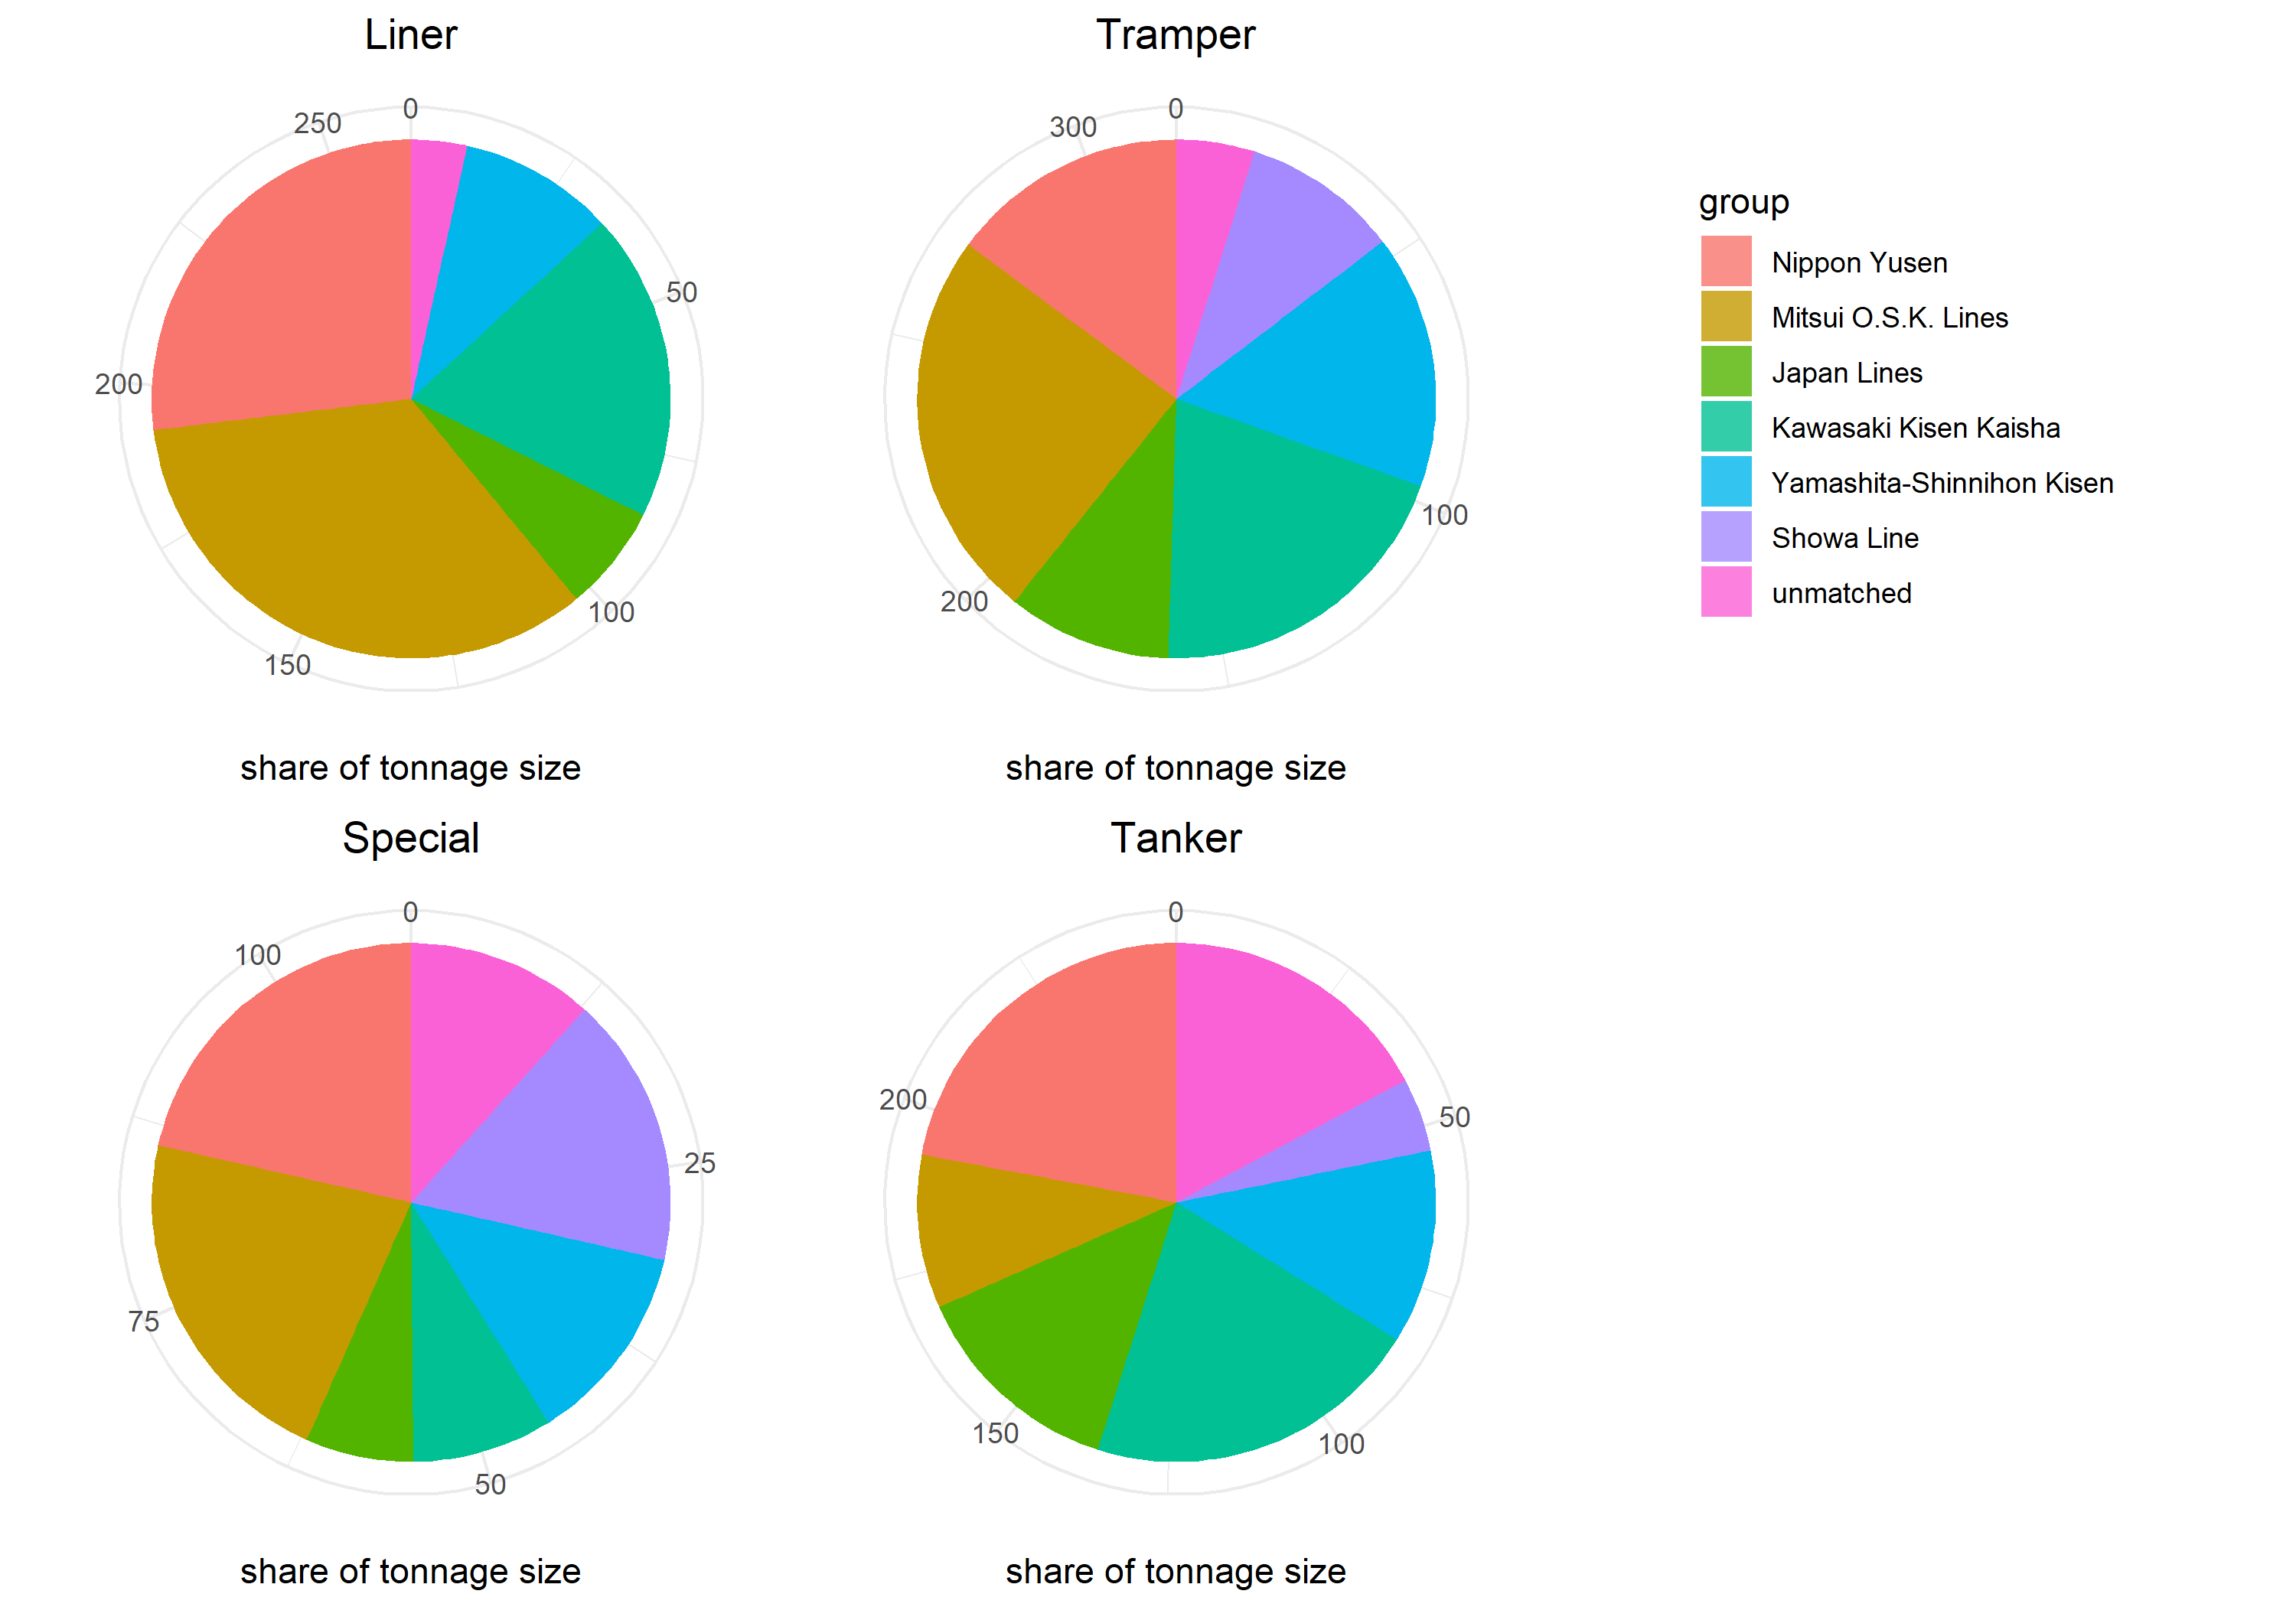 Liner
0
50
100
150
200
250
share of tonnage size
Tramper
0
100
200
300
share of tonnage size
group
Nippon Yusen
Mitsui O.S.K. Lines
Japan Lines
Kawasaki Kisen Kaisha
Yamashita-Shinnihon Kisen
Showa Line
unmatched
Special
0
25
50
75
100
share of tonnage size
Tanker
0
50
100
150
200
share of tonnage size